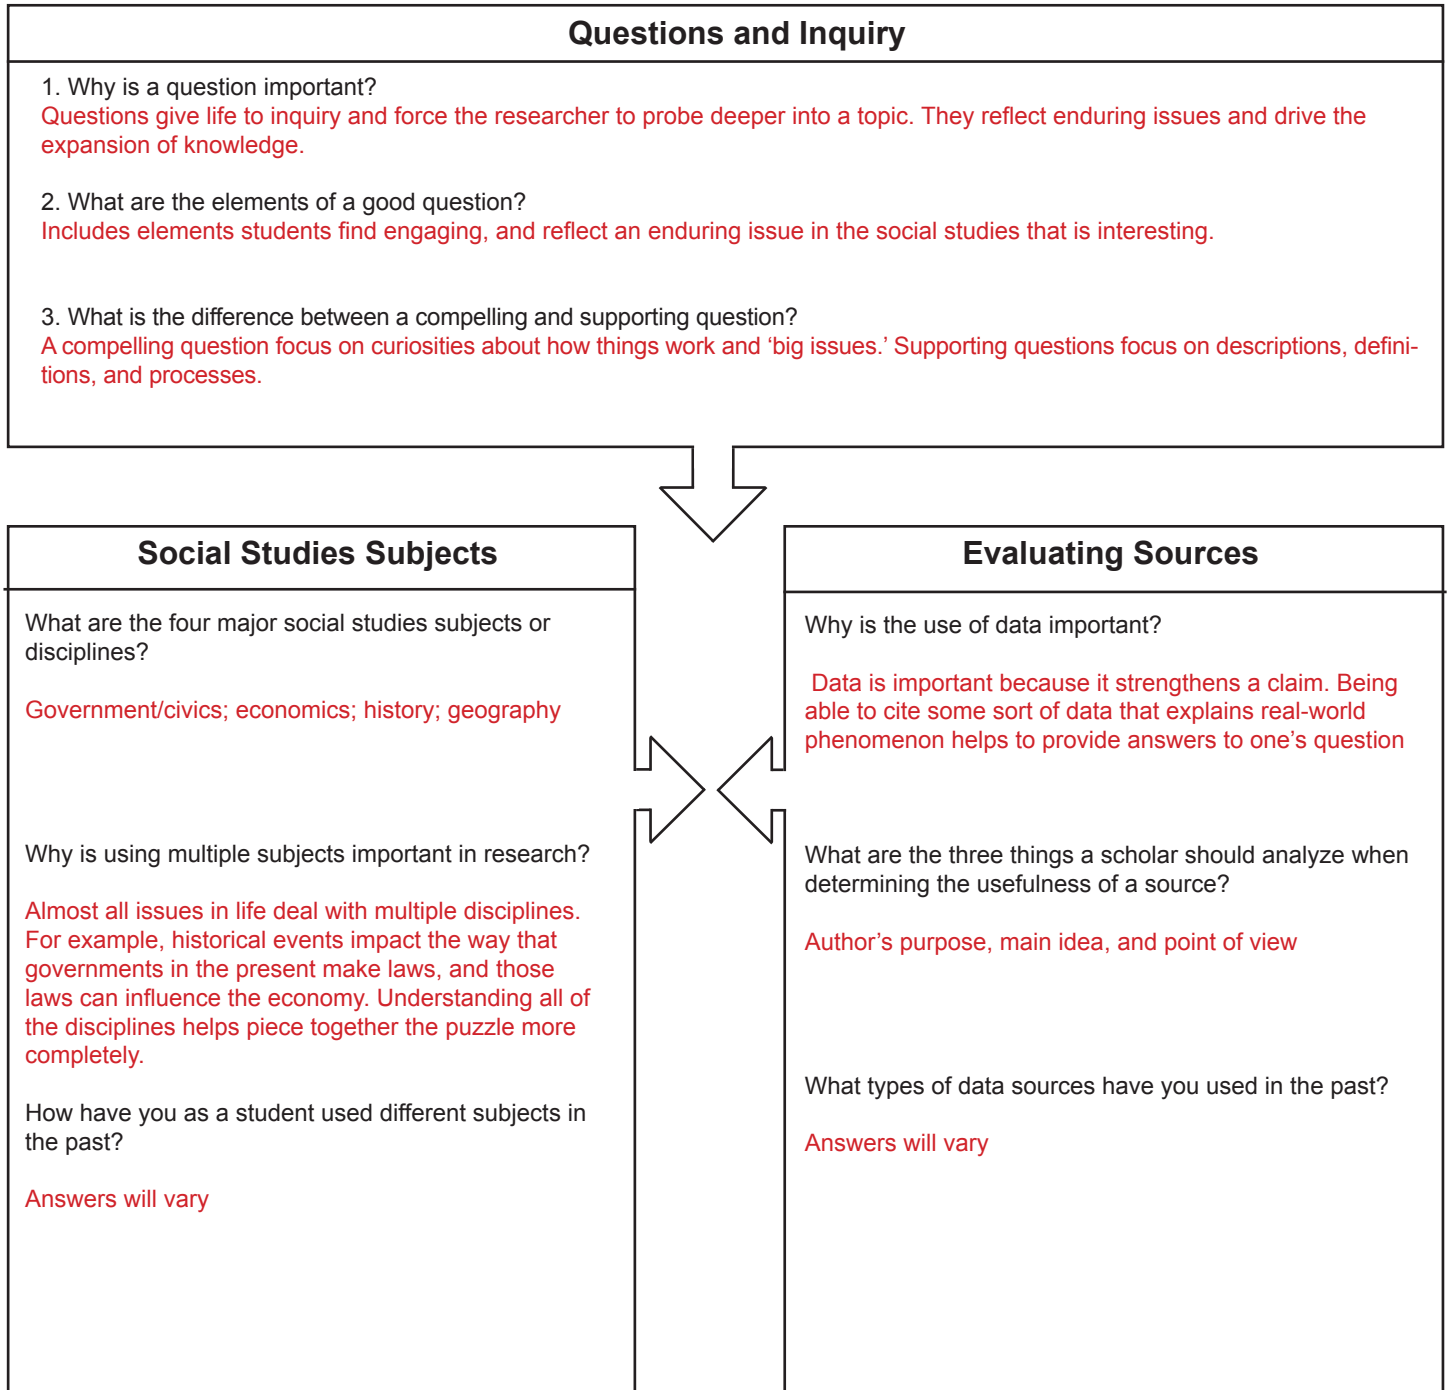 Questions and Inquiry
1. Why is a question important?
Questions give life to inquiry and force the researcher to probe deeper into a topic. They reflect enduring issues and drive the
expansion of knowledge.
2. What are the elements of a good question?
Includes elements students find engaging, and reflect an enduring issue in the social studies that is interesting.
3. What is the difference between a compelling and supporting question?
A compelling question focus on curiosities about how things work and ‘big issues.’ Supporting questions focus on descriptions, defini-
tions, and processes.
Social Studies Subjects
What are the four major social studies subjects or
disciplines?
Government/civics; economics; history; geography
Why is using multiple subjects important in research?
Almost all issues in life deal with multiple disciplines.
For example, historical events impact the way that
governments in the present make laws, and those
laws can influence the economy. Understanding all of
the disciplines helps piece together the puzzle more
completely.
How have you as a student used different subjects in
the past?
Answers will vary
Evaluating Sources
Why is the use of data important?
Data is important because it strengthens a claim. Being
able to cite some sort of data that explains real-world
phenomenon helps to provide answers to one’s question
What are the three things a scholar should analyze when
determining the usefulness of a source?
Author’s purpose, main idea, and point of view
What types of data sources have you used in the past?
Answers will vary